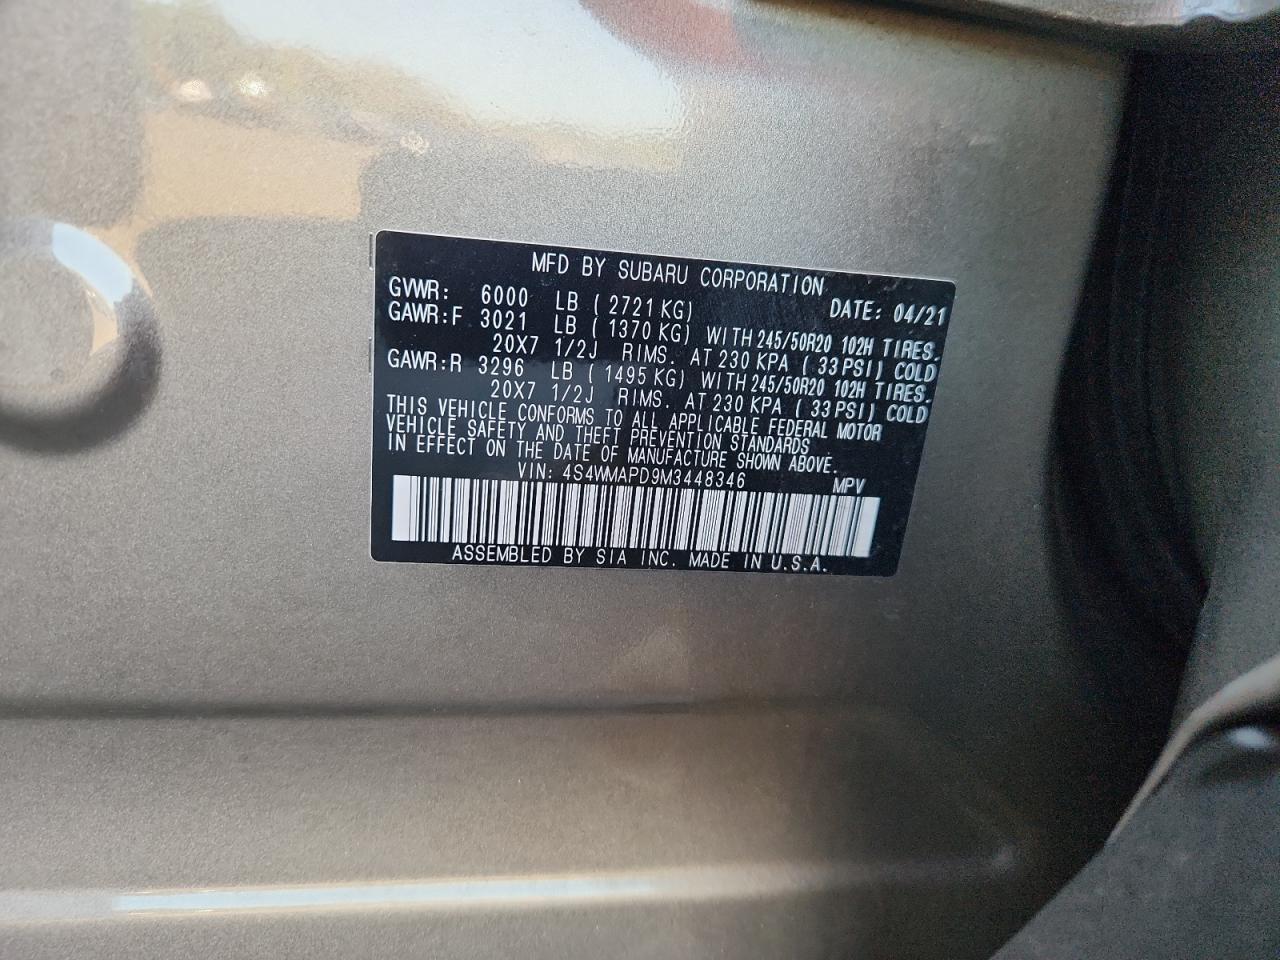 MFD BY SUBARU CORPORATION
GVWR: 6000 LB ( 2721 KG) DATE: 04/21
GAWR:F 3021 LB ( 1370 KG) WITH 245/50R20 102H TIRES.
20X7 1/2J RIMS. AT 230 KPA ( 33 PSI) COLD
GAWR:R 3296 LB ( 1495 KG) WITH 245/50R20 102H TIRES.
20X7 1/2J RIMS. AT 230 KPA ( 33 PSI) COLD
THIS VEHICLE CONFORMS TO ALL APPLICABLE FEDERAL MOTOR
VEHICLE SAFETY AND THEFT PREVENTION STANDARDS
IN EFFECT ON THE DATE OF MANUFACTURE SHOWN ABOVE.
VIN: 4S4WMAPD9M3448346 MPV
ASSEMBLED BY SIA INC. MADE IN U.S.A.